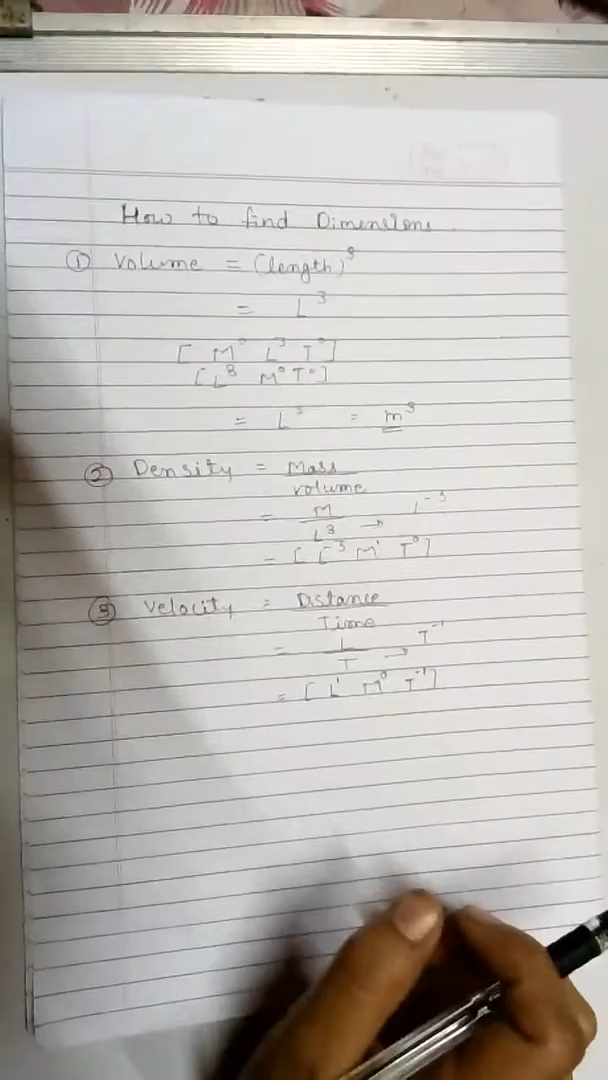 How to find Dimensions.
① Volume = (length)³
= L³
[ M⁰ L³ T⁰ ]
[ L³ M⁰ T⁰ ]
= L³ = m³
② Density = Mass
Volume
= M
L³ → L⁻³
= [ L⁻³ M¹ T⁰ ]
③ Velocity = Distance
Time
= L
T → T⁻¹
= [ L¹ M⁰ T⁻¹ ]